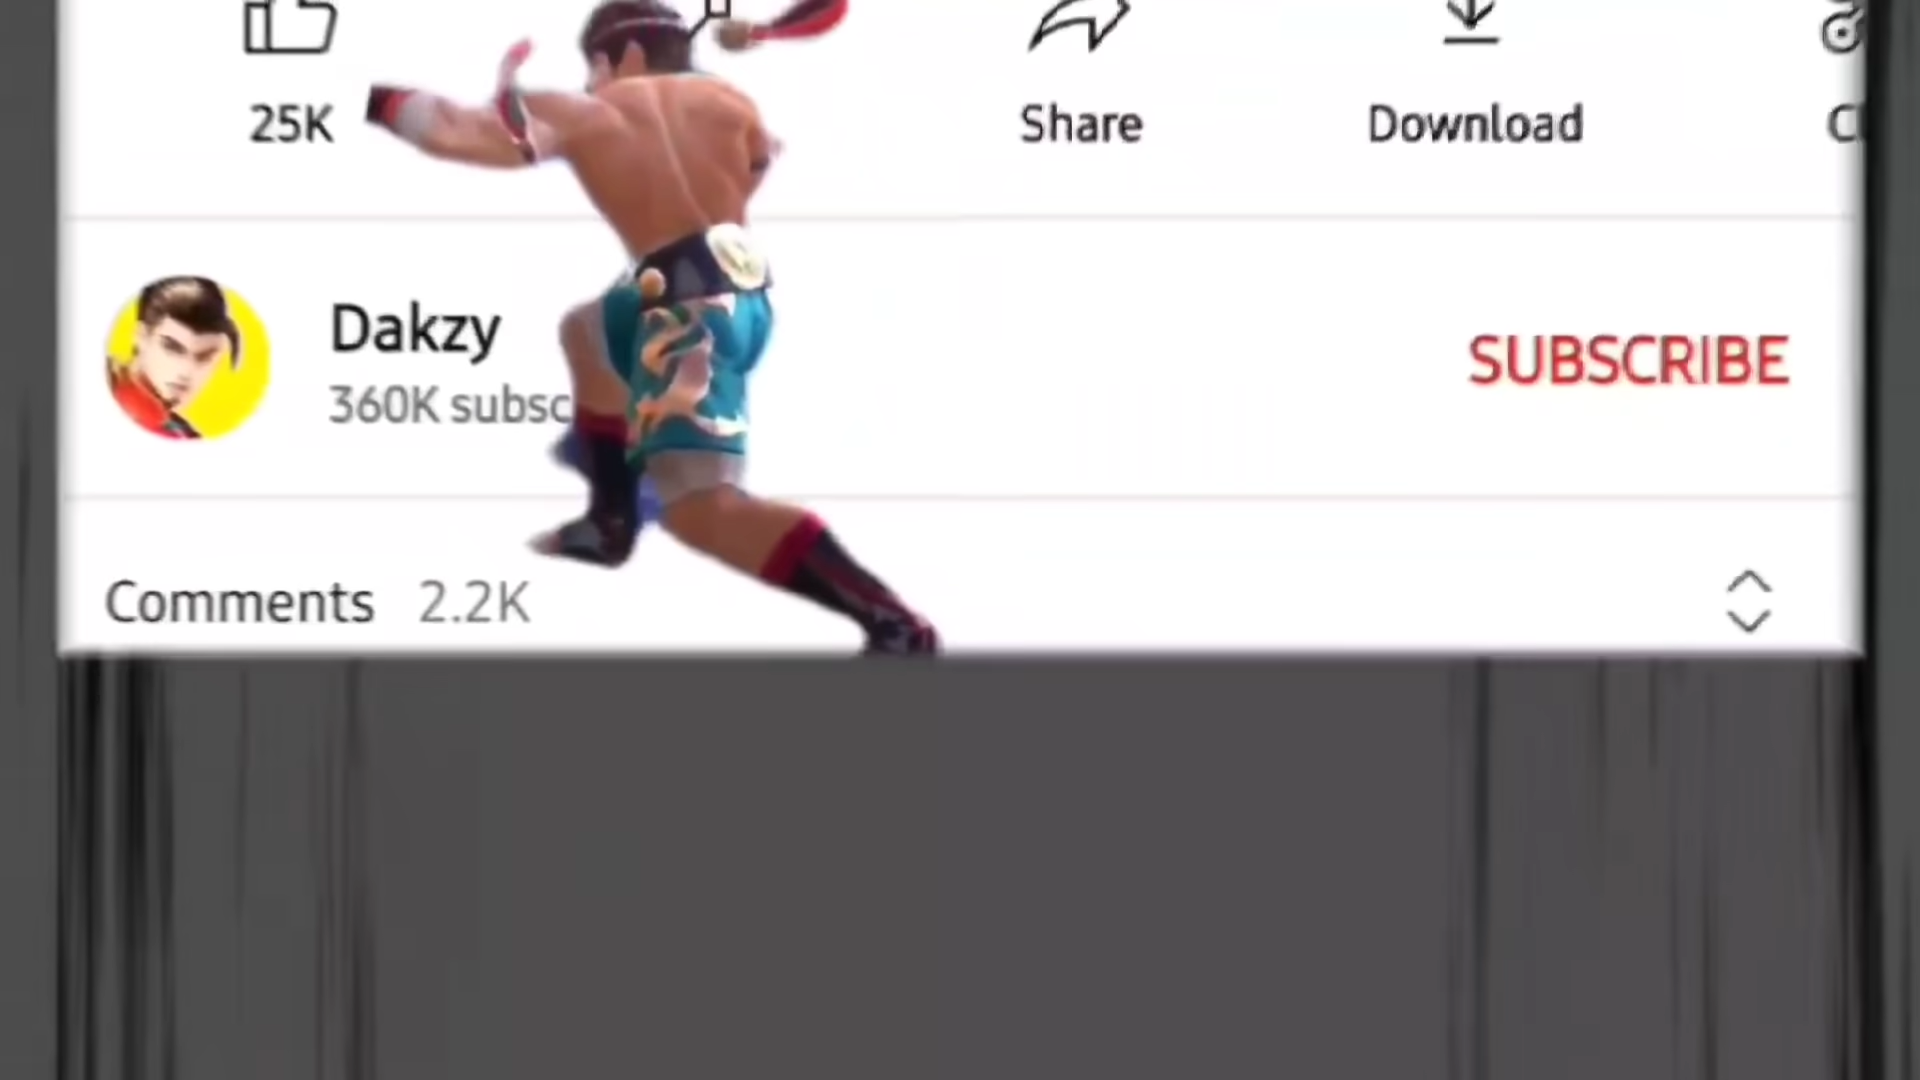 25K Share Download
Dakzy
360K subsc
SUBSCRIBE
Comments 2.2K